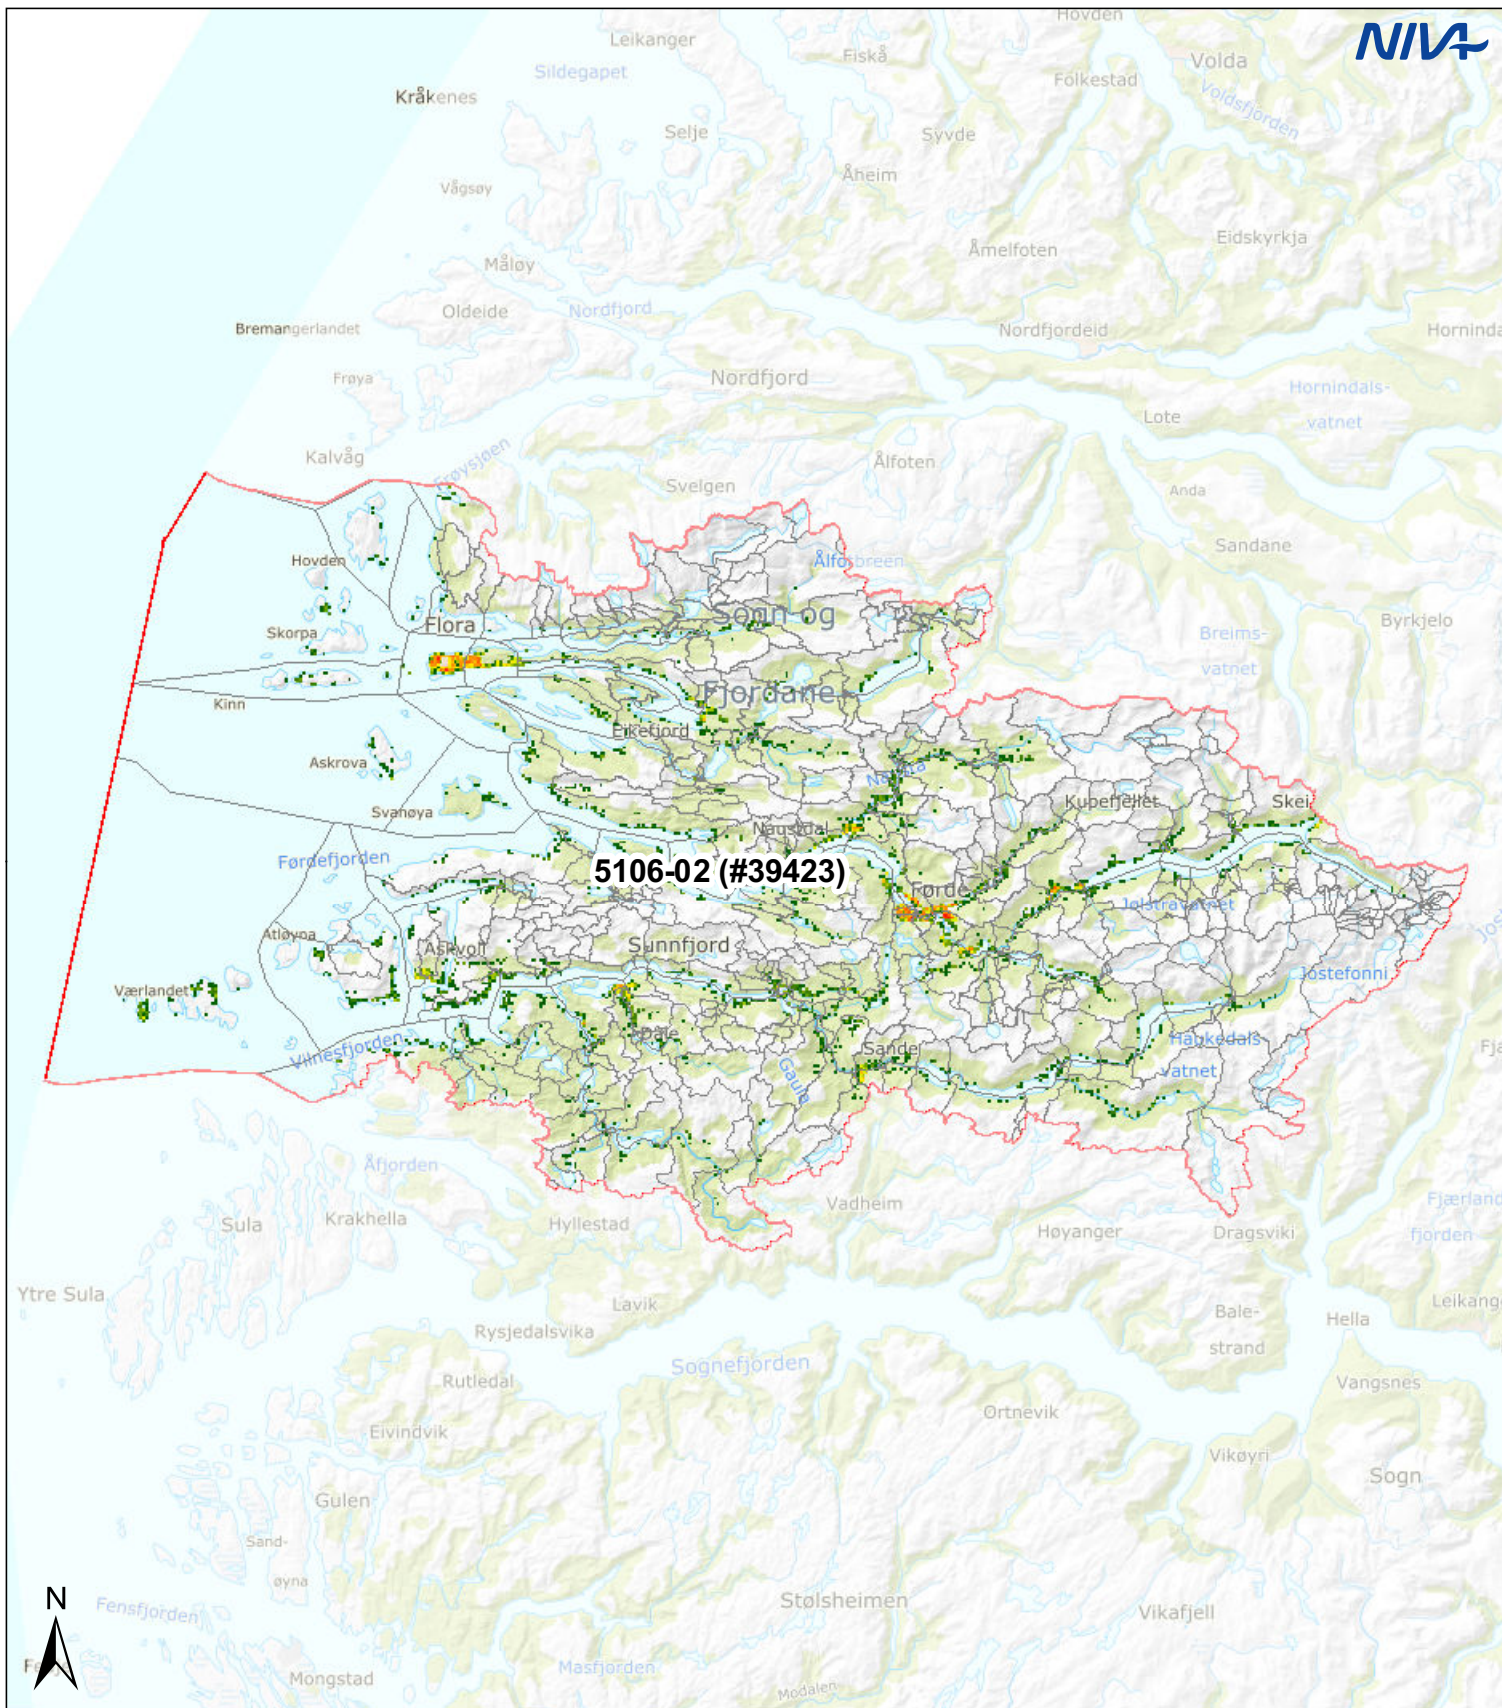 Hovden
NIVA
Leikanger
Fiskå
Volda
Sildegapet
Folkestad
Kråkenes
Voldsfjorden
Selje
Syvde
Åheim
Vågsøy
Eidskyrkja
Åmelfoten
Måløy
Oldeide
Nordfjord
Bremangerlandet
Nordfjordeid
Horninda
Frøya
Nordfjord
Hornindals-
vatnet
Lote
Kalvåg
Frøysjøen
Ålfoten
Svelgen
Anda
Sandane
Hovden
Ålfotbreen
Flora
Sogn og
Fjordane
Skorpa
Breims-
vatnet
Byrkjelo
Kinn
Eikefjord
Askrova
Nausta
Svanøya
Kupefjellet
Skei
Naustdal
Førdefjorden
5106-02 (#39423)
Førde
Jølstravatnet
Atløyna
Askvoll
Sunnfjord
Jostefonni
Værlandet
Dale
Vilnesfjorden
Sande
Haukedals-
vatnet
Gaula
Åfjorden
Vadheim
Sula
Krakhella
Hyllestad
Høyanger
Dragsviki
Fjærland
fjorden
Ytre Sula
Lavik
Bale-
strand
Hella
Leikang
Rysjedalsvika
Sognefjorden
Rutledal
Vangsnes
Ortnevik
Eivindvik
Vikøyri
Sogn
Gulen
Sand-
øyna
Stølsheimen
Vikafjell
Fensfjorden
N
Masfjorden
Mongstad
Modalen